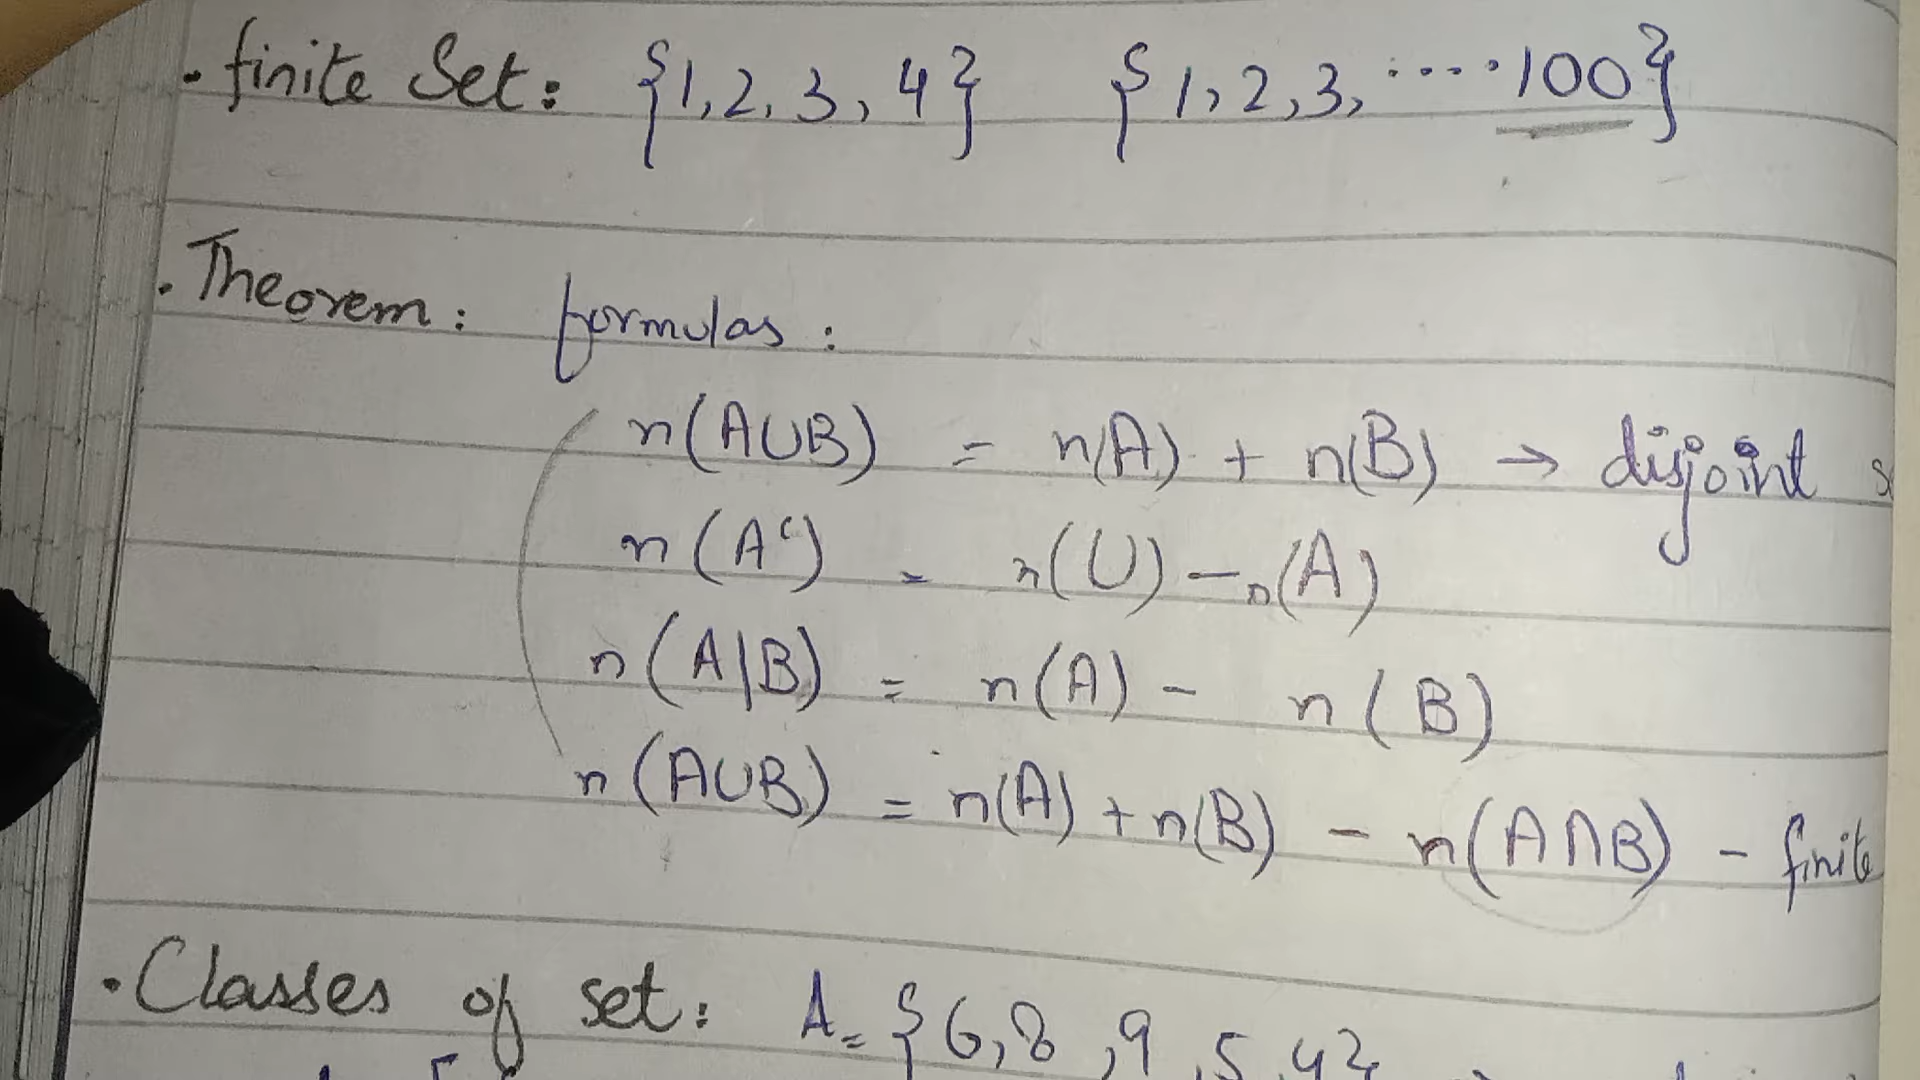 • finite Set: {1, 2, 3, 4} {1, 2, 3, ....100}
• Theorem: formulas:
n(A∪B) = n(A) + n(B) → disjoint
n(Aᶜ) = n(U) - n(A)
n(A|B) = n(A) - n(B)
n(A∪B) = n(A) + n(B) - n(A∩B) - finite
• Classes of set: A = {6, 8, 9, 5, 4}